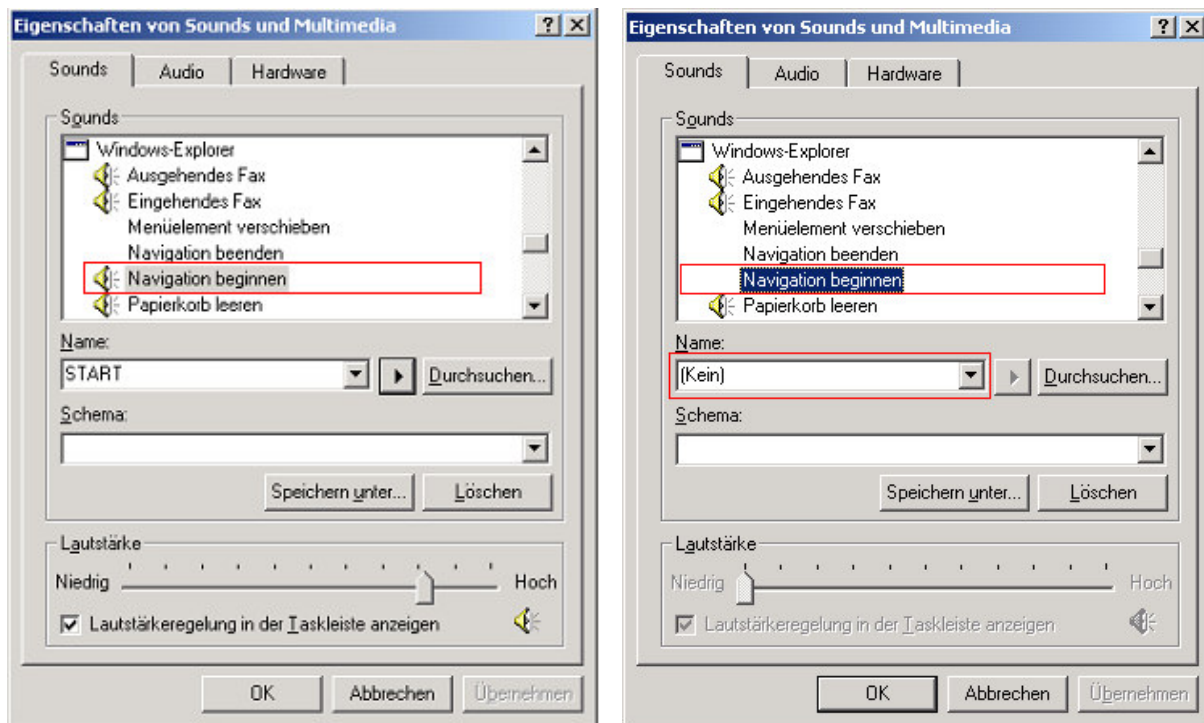 Eigenschaften von Sounds und Multimedia
Sounds
Audio
Hardware
Sounds
Windows-Explorer
Ausgehendes Fax
Eingehendes Fax
Menüelement verschieben
Navigation beenden
Navigation beginnen
Papierkorb leeren
Name:
START
Durchsuchen...
Schema:
Speichern unter...
Löschen
Lautstärke
Niedrig
Hoch
Lautstärkeregelung in der Taskleiste anzeigen
OK
Abbrechen
Übernehmen
Eigenschaften von Sounds und Multimedia
Sounds
Audio
Hardware
Sounds
Windows-Explorer
Ausgehendes Fax
Eingehendes Fax
Menüelement verschieben
Navigation beenden
Navigation beginnen
Papierkorb leeren
Name:
(Kein)
Durchsuchen...
Schema:
Speichern unter...
Löschen
Lautstärke
Niedrig
Hoch
Lautstärkeregelung in der Taskleiste anzeigen
OK
Abbrechen
Übernehmen